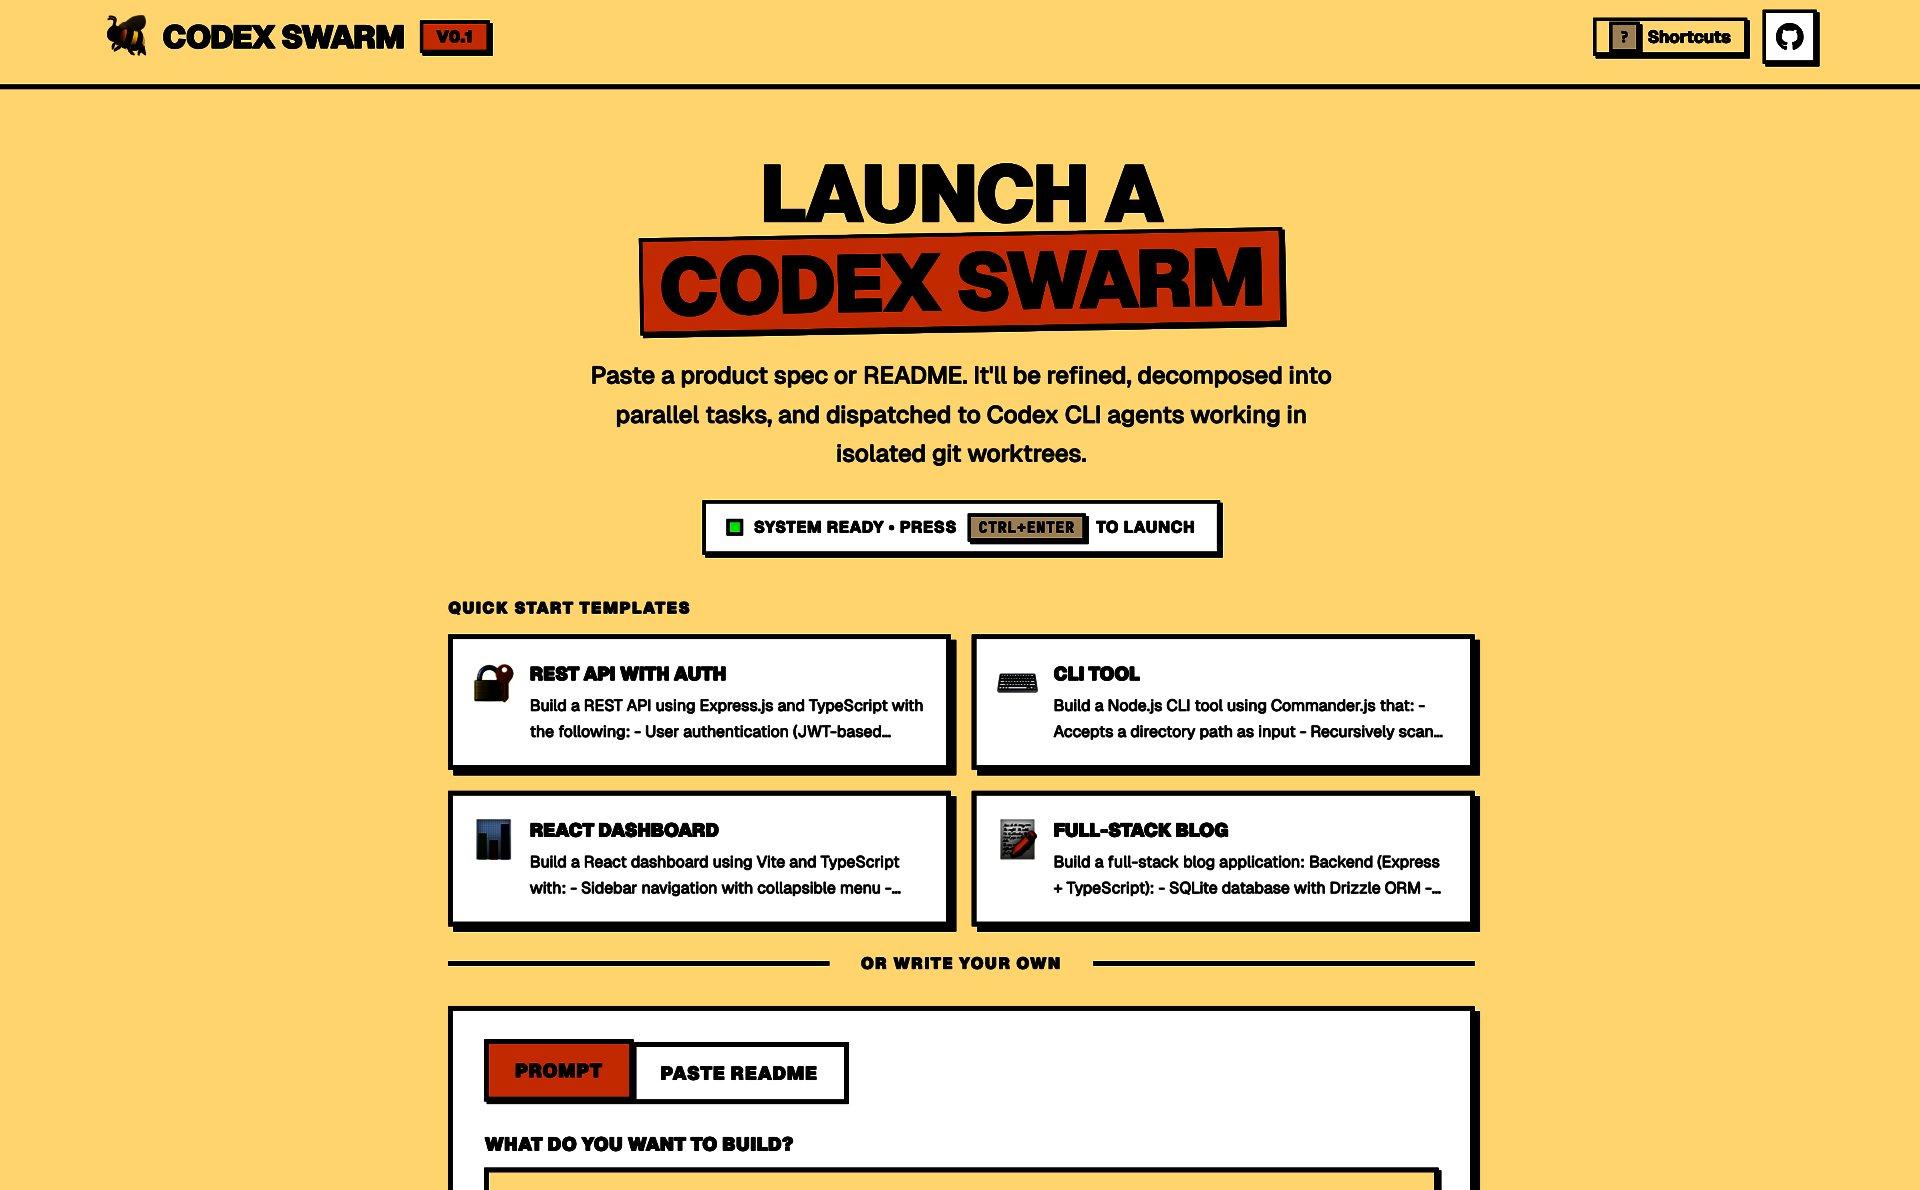 CODEX SWARM V0.1
? Shortcuts
LAUNCH A
CODEX SWARM
Paste a product spec or README. It'll be refined, decomposed into
parallel tasks, and dispatched to Codex CLI agents working in
isolated git worktrees.
SYSTEM READY • PRESS CTRL+ENTER TO LAUNCH
QUICK START TEMPLATES
REST API WITH AUTH
Build a REST API using Express.js and TypeScript with
the following: - User authentication (JWT-based...
CLI TOOL
Build a Node.js CLI tool using Commander.js that: -
Accepts a directory path as input - Recursively scan...
REACT DASHBOARD
Build a React dashboard using Vite and TypeScript
with: - Sidebar navigation with collapsible menu -...
FULL-STACK BLOG
Build a full-stack blog application: Backend (Express
+ TypeScript): - SQLite database with Drizzle ORM -...
OR WRITE YOUR OWN
PROMPT
PASTE README
WHAT DO YOU WANT TO BUILD?